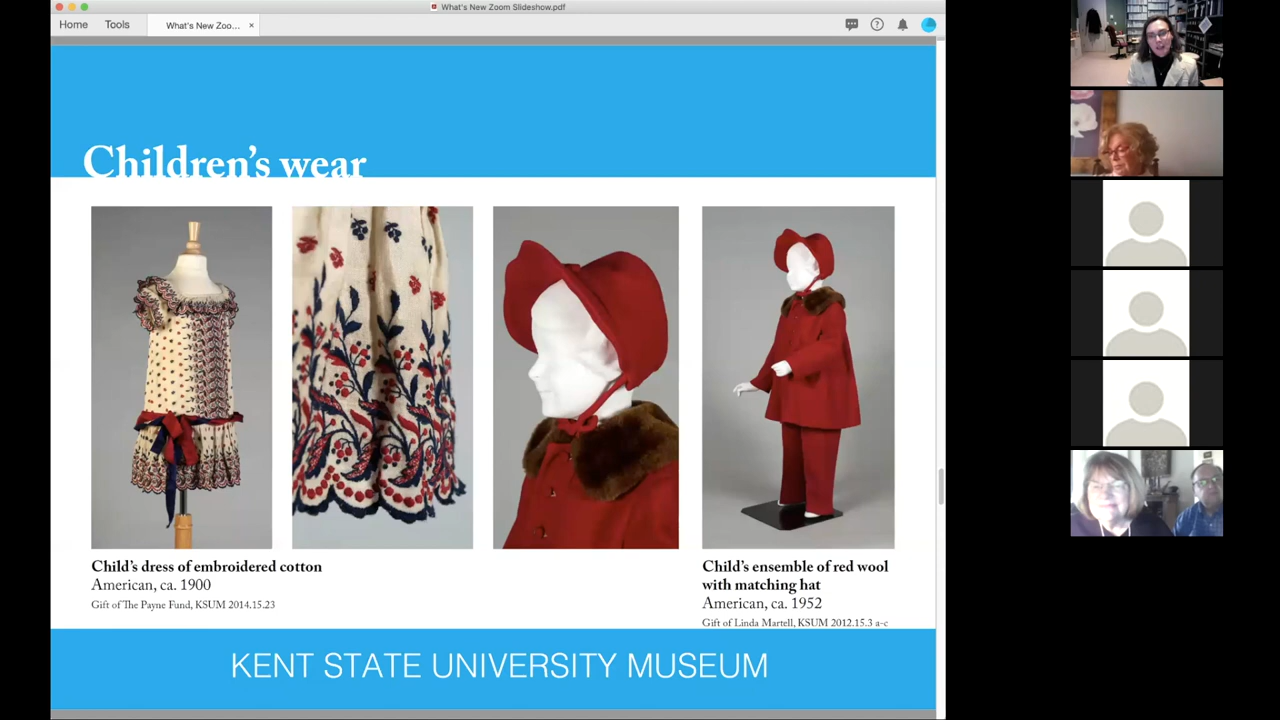 What's New Zoom Slideshow.pdf
Home
Tools
What's New Zoo...
×
?
Children's wear
Child's dress of embroidered cotton
American, ca. 1900
Gift of The Payne Fund, KSUM 2014.15.23
Child's ensemble of red wool
with matching hat
American, ca. 1952
Gift of Linda Martell, KSUM 2012.15.3 a-c
KENT STATE UNIVERSITY MUSEUM